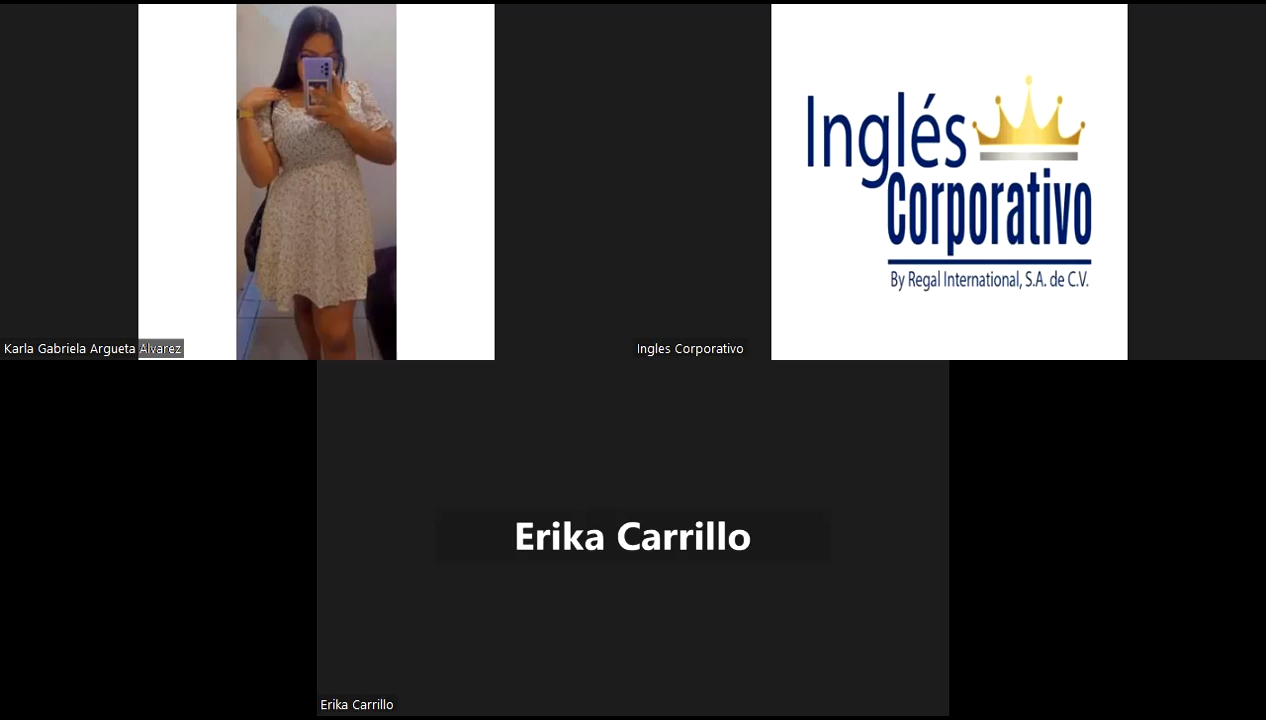 Inglés
Corporativo
By Regal International, S.A. de C.V.
Karla Gabriela Argueta Alvarez
Ingles Corporativo
Erika Carrillo
Erika Carrillo